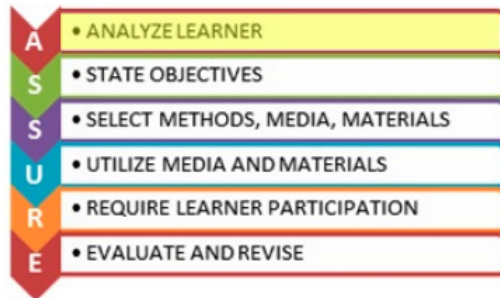 A • ANALYZE LEARNER
S • STATE OBJECTIVES
S • SELECT METHODS, MEDIA, MATERIALS
U • UTILIZE MEDIA AND MATERIALS
R • REQUIRE LEARNER PARTICIPATION
E • EVALUATE AND REVISE